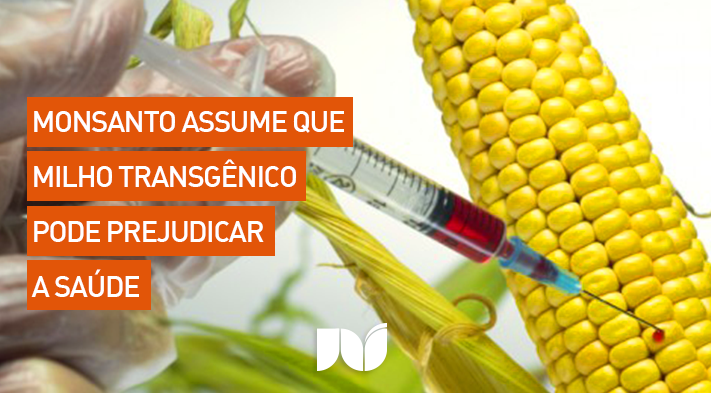 MONSANTO ASSUME QUE
MILHO TRANSGÊNICO
PODE PREJUDICAR
A SAÚDE